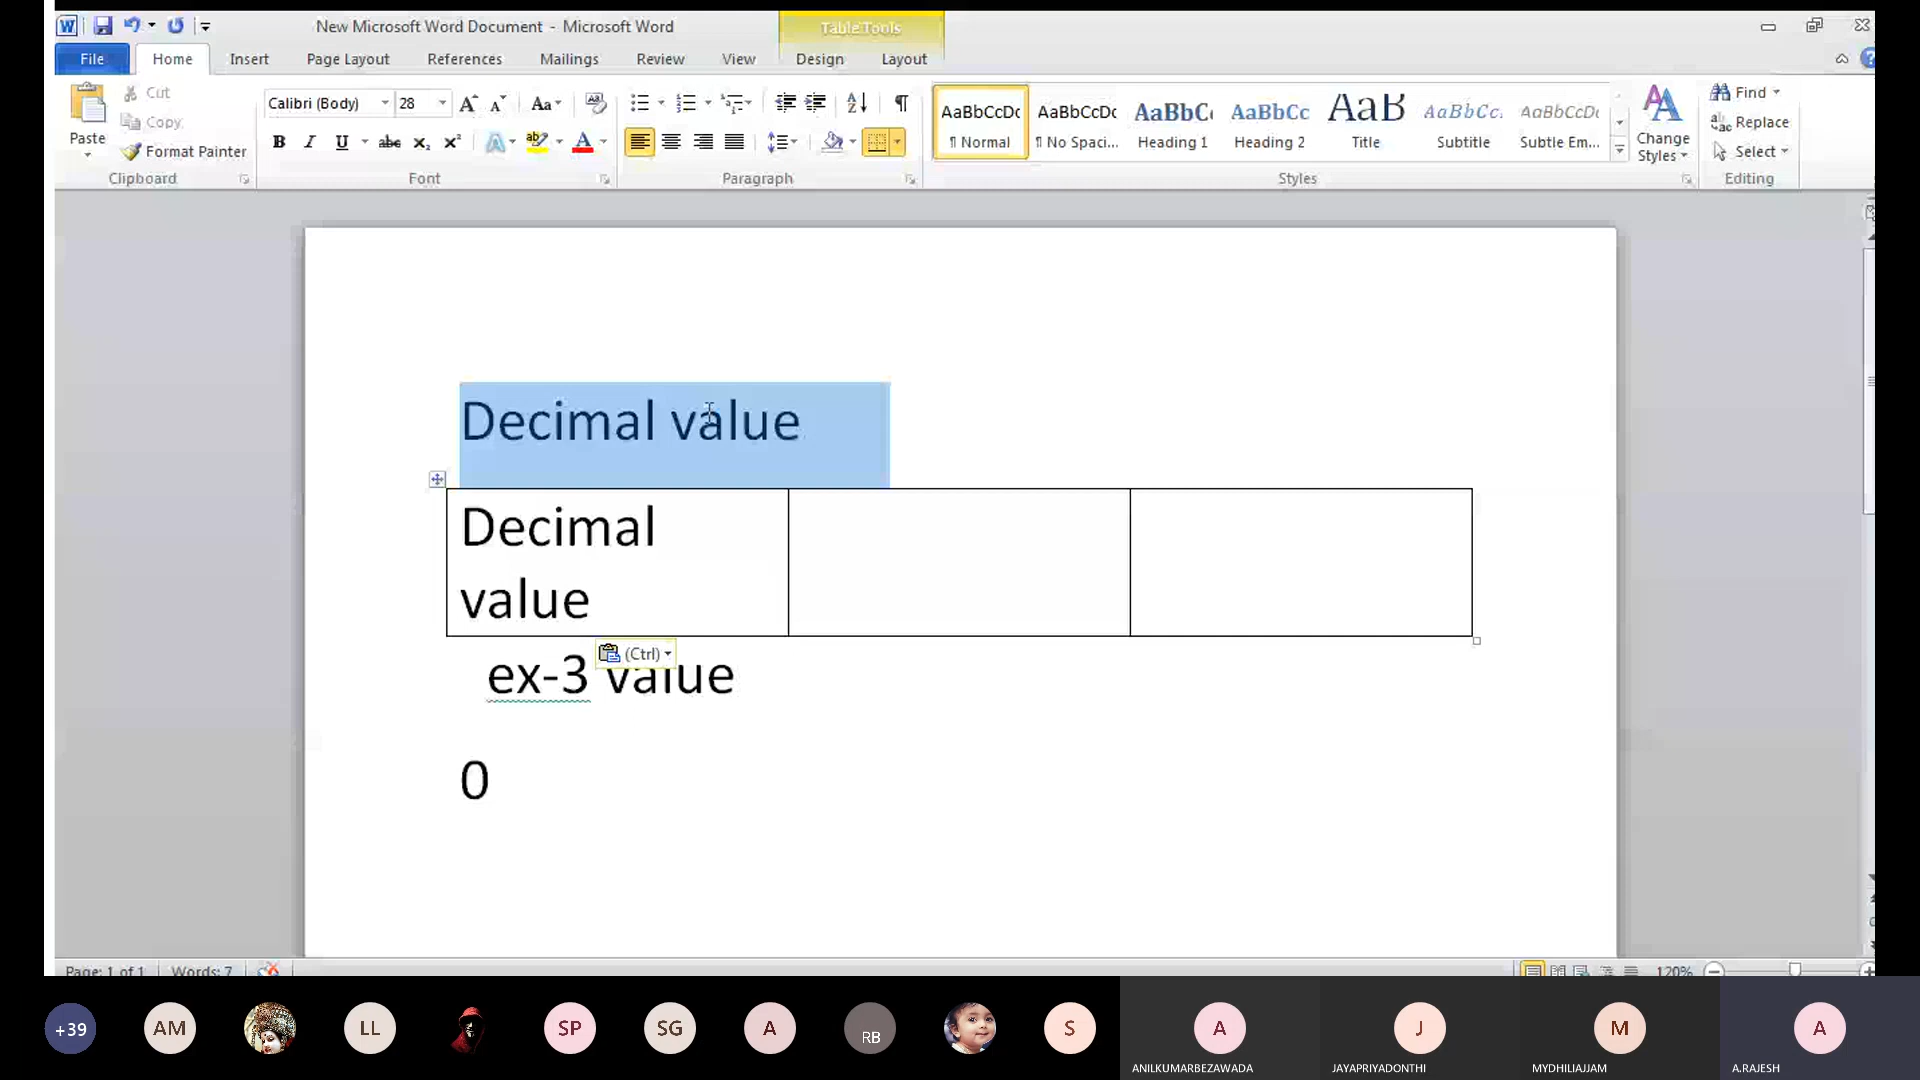 New Microsoft Word Document - Microsoft Word
Table Tools
File Home Insert Page Layout References Mailings Review View Design Layout
Paste
Cut
Copy
Format Painter
Clipboard
Calibri (Body) 28
Font
Paragraph
AaBbCcDc AaBbCcDc AaBbC AaBbCc AaB AaBbCc. AaBbCcDc
¶ Normal ¶ No Spaci... Heading 1 Heading 2 Title Subtitle Subtle Em...
Styles
Change
Styles
Find
Replace
Select
Editing
Decimal value
Decimal
value
(Ctrl)
ex-3 value
0
Page: 1 of 1 Words: 7 120%
+39 AM LL SP SG A RB S A J M A
ANILKUMARBEZAWADA JAYAPRIYADONTHI MYDHILIAJJAM A.RAJESH